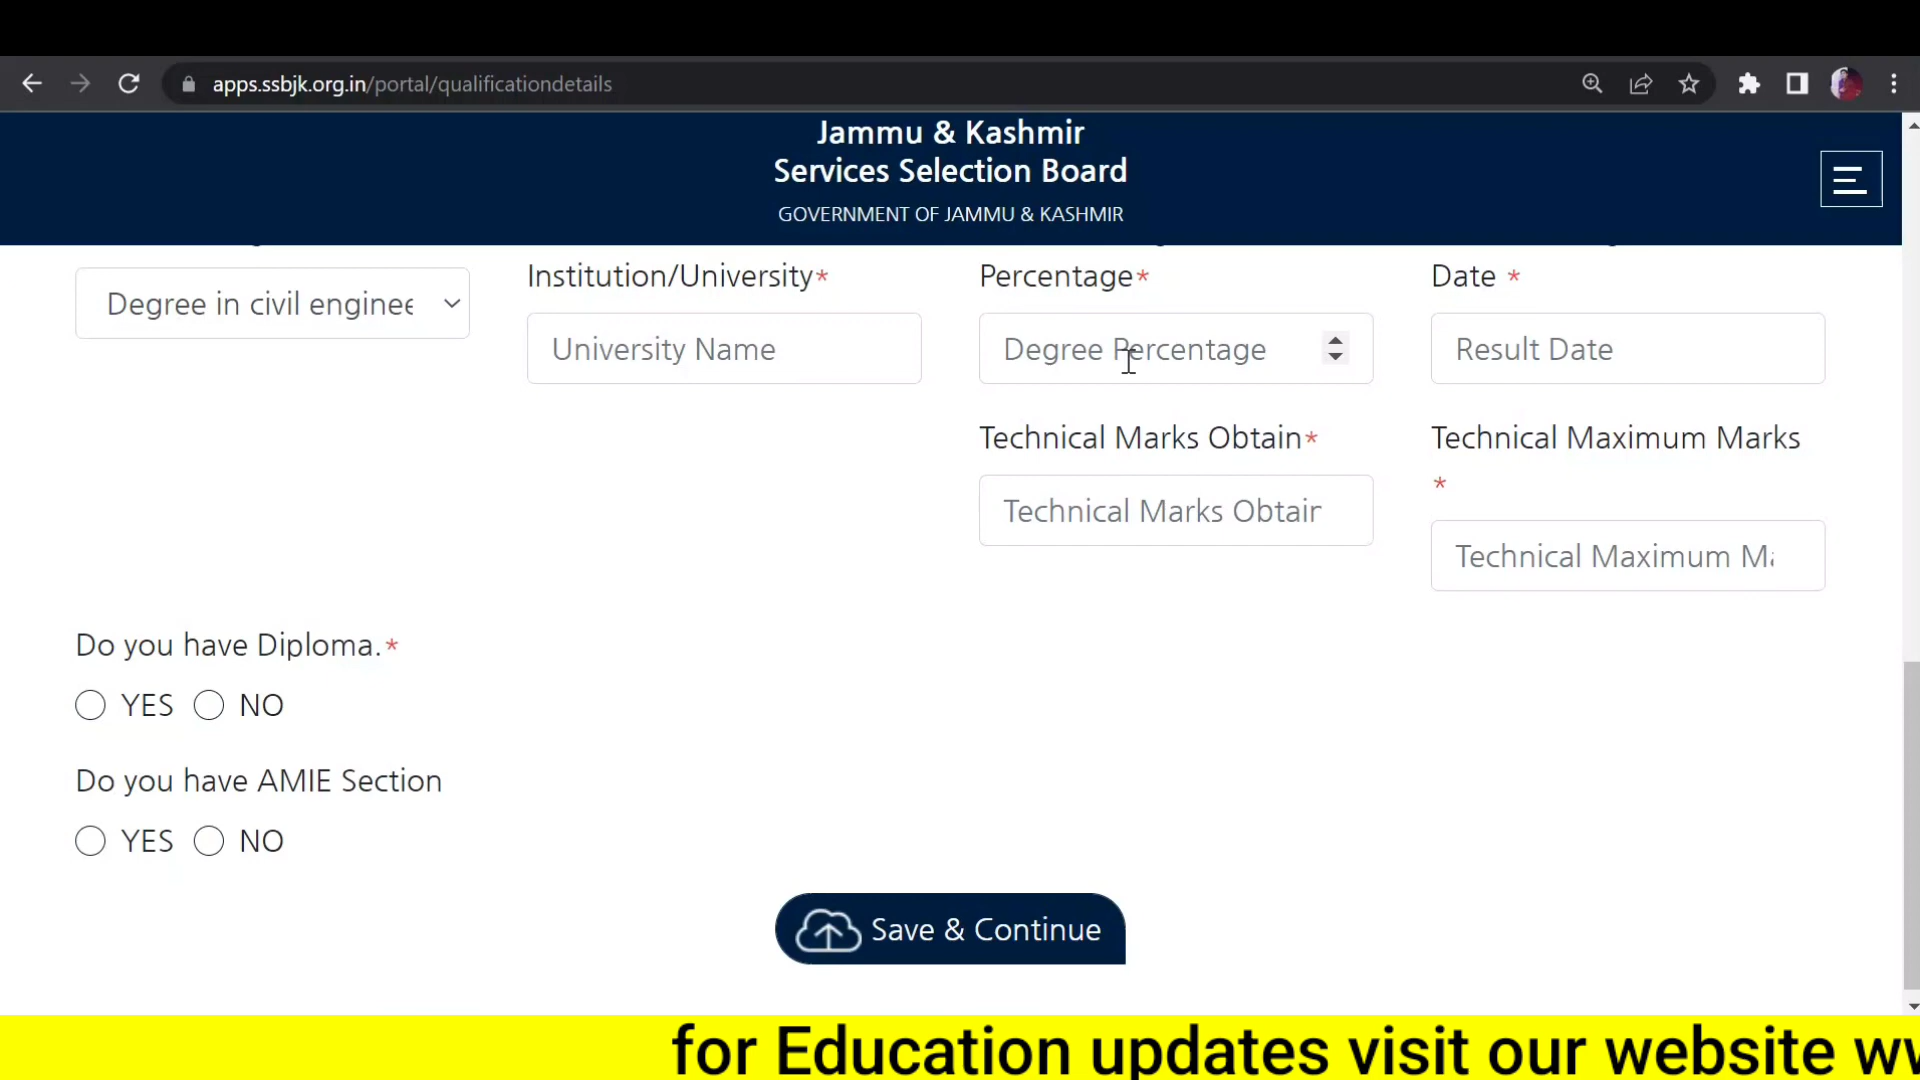 apps.ssbjk.org.in/portal/qualificationdetails
Jammu & Kashmir
Services Selection Board
GOVERNMENT OF JAMMU & KASHMIR
Degree in civil enginee
Institution/University*
University Name
Percentage*
Degree Percentage
Date *
Result Date
Technical Marks Obtain*
Technical Marks Obtain
Technical Maximum Marks
*
Technical Maximum Ma
Do you have Diploma.*
YES NO
Do you have AMIE Section
YES NO
Save & Continue
for Education updates visit our website